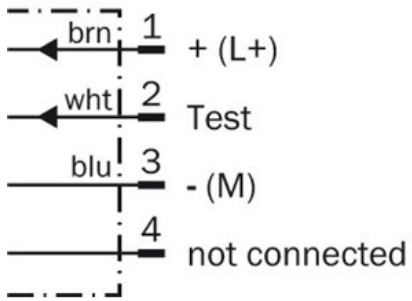 brn 1 + (L+)
wht 2 Test
blu 3 - (M)
4 not connected